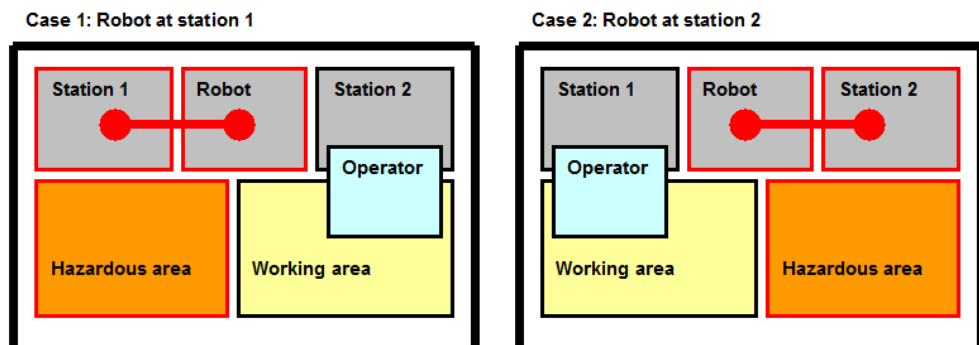 Case 1: Robot at station 1
Station 1
Robot
Station 2
Operator
Hazardous area
Working area
Case 2: Robot at station 2
Station 1
Robot
Station 2
Operator
Working area
Hazardous area